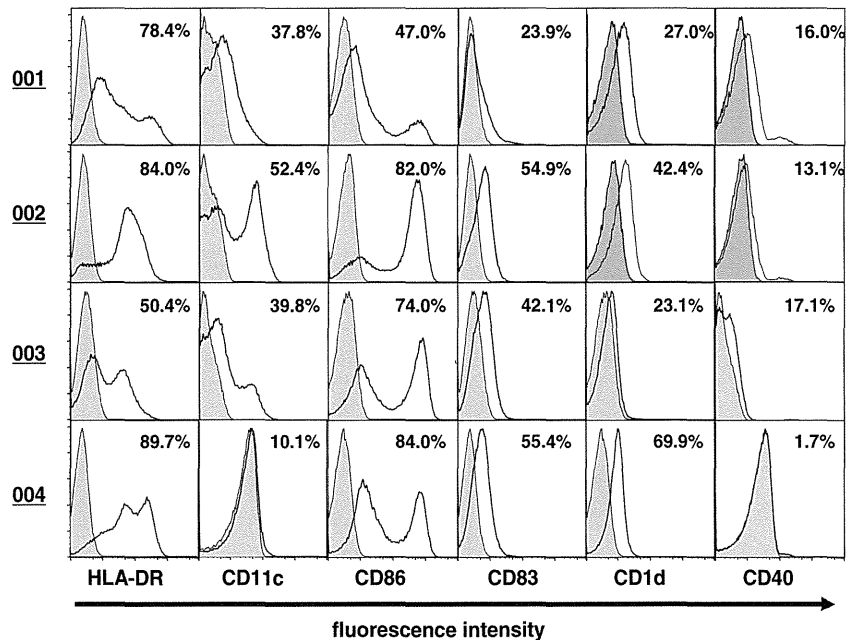 001 78.4% 37.8% 47.0% 23.9% 27.0% 16.0%
002 84.0% 52.4% 82.0% 54.9% 42.4% 13.1%
003 50.4% 39.8% 74.0% 42.1% 23.1% 17.1%
004 89.7% 10.1% 84.0% 55.4% 69.9% 1.7%
HLA-DR CD11c CD86 CD83 CD1d CD40
fluorescence intensity